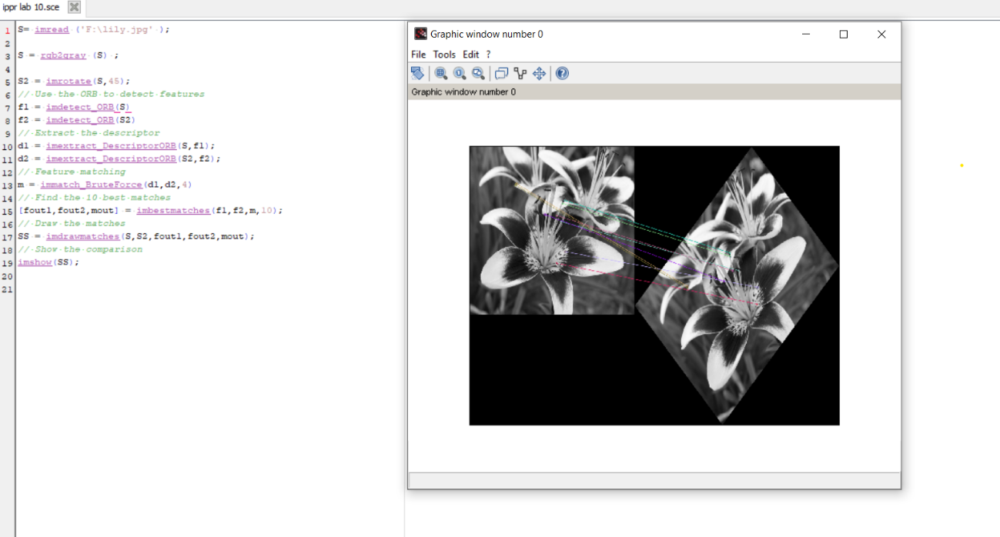 ippr lab 10.sce
1 S= imread ('F:\lily.jpg' );
2
3 S = rgb2gray (S) ;
4
5 S2 = imrotate(S,45);
6 // Use the ORB to detect features
7 f1 = imdetect_ORB(S)
8 f2 = imdetect_ORB(S2)
9 // Extract the descriptor
10 d1 = imextract_DescriptorORB(S,f1);
11 d2 = imextract_DescriptorORB(S2,f2);
12 // Feature matching
13 m = immatch_BruteForce(d1,d2,4)
14 // Find the 10 best matches
15 [fout1,fout2,mout] = imbestmatches(f1,f2,m,10);
16 // Draw the matches
17 SS = imdrawmatches(S,S2,fout1,fout2,mout);
18 // Show the comparison
19 imshow(SS);
20
21
Graphic window number 0
File Tools Edit ?
Graphic window number 0